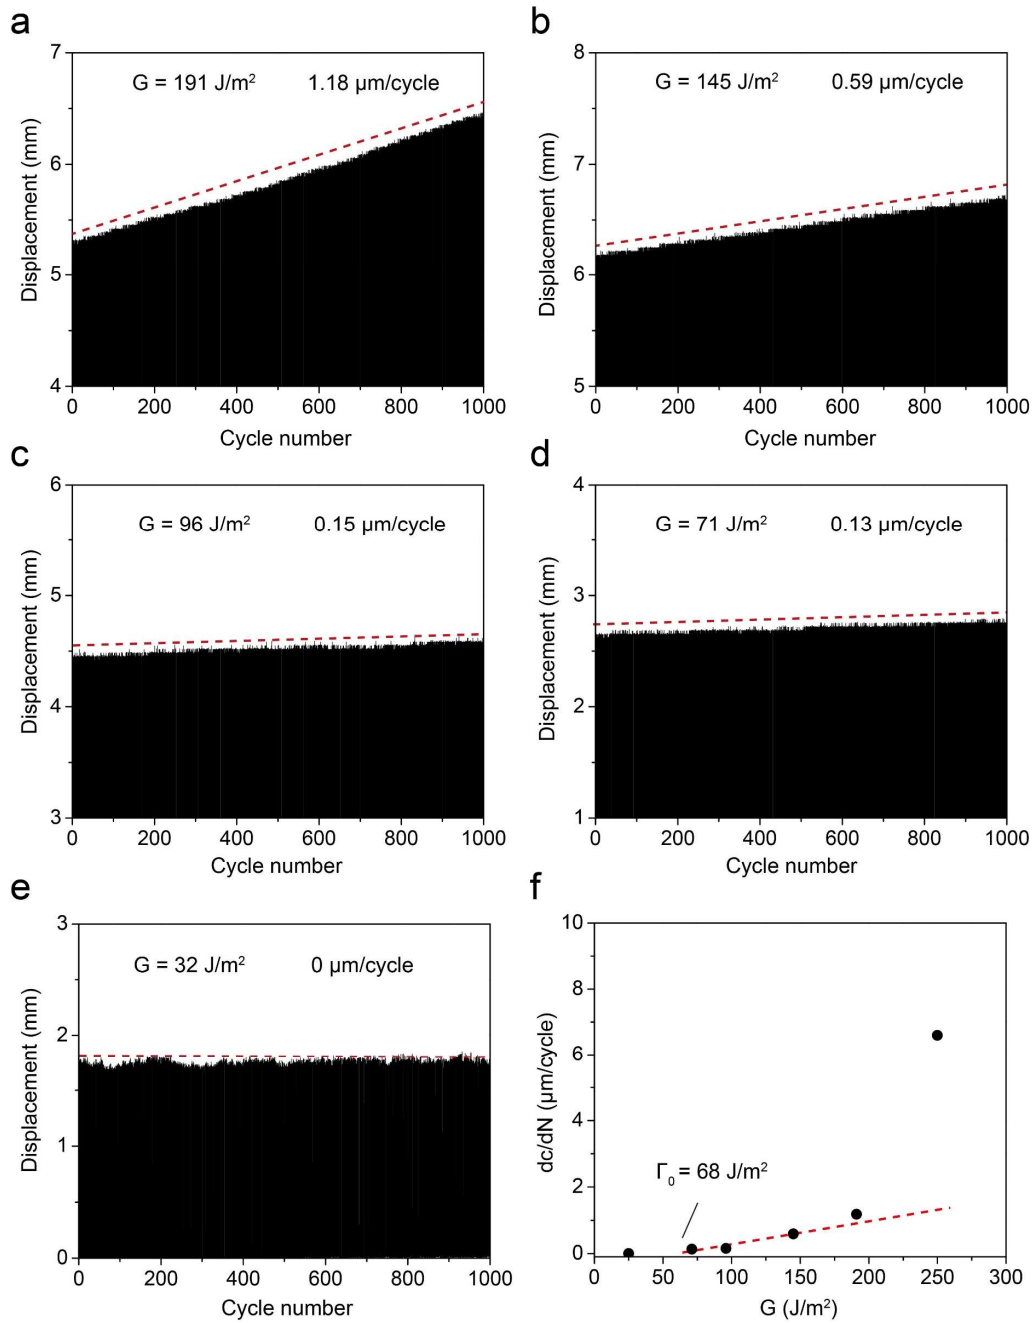 a
G = 191 J/m² 1.18 μm/cycle
Displacement (mm)
7
6
5
4
0 200 400 600 800 1000
Cycle number
b
G = 145 J/m² 0.59 μm/cycle
Displacement (mm)
8
7
6
5
0 200 400 600 800 1000
Cycle number
c
G = 96 J/m² 0.15 μm/cycle
Displacement (mm)
6
5
4
3
0 200 400 600 800 1000
Cycle number
d
G = 71 J/m² 0.13 μm/cycle
Displacement (mm)
4
3
2
1
0 200 400 600 800 1000
Cycle number
e
G = 32 J/m² 0 μm/cycle
Displacement (mm)
3
2
1
0
0 200 400 600 800 1000
Cycle number
f
dc/dN (μm/cycle)
10
8
6
4
2
0
Γ₀ = 68 J/m²
0 50 100 150 200 250 300
G (J/m²)